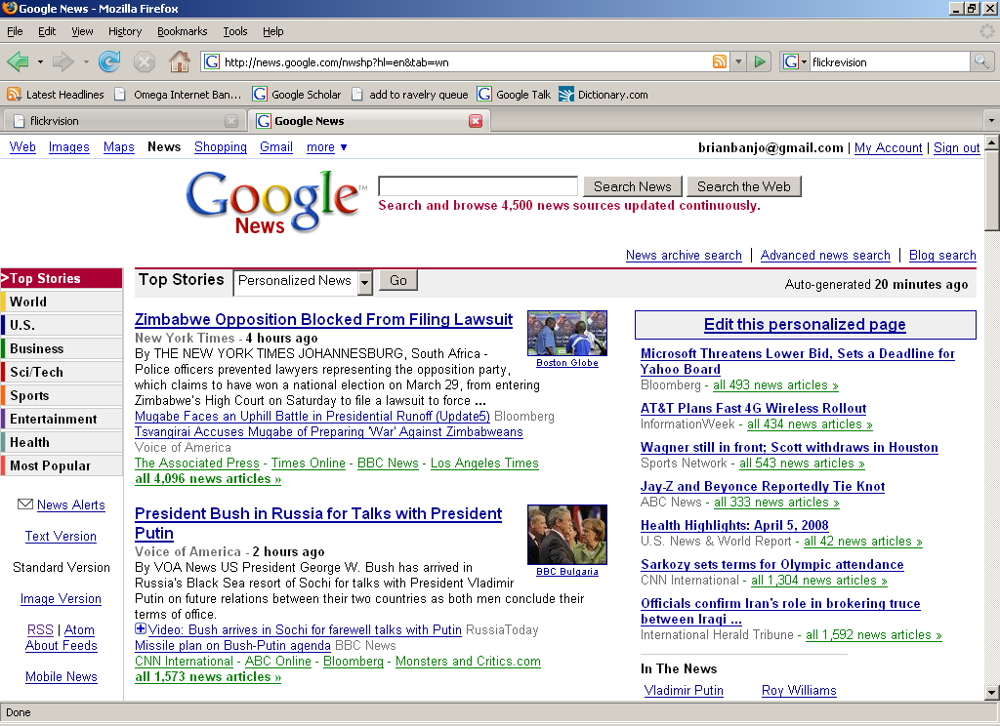 Google News - Mozilla Firefox
File Edit View History Bookmarks Tools Help
http://news.google.com/nwshp?hl=en&tab=wn
flickrevision
Latest Headlines Omega Internet Ban... Google Scholar add to ravelry queue Google Talk Dictionary.com
flickrvision Google News
Web Images Maps News Shopping Gmail more ▼
brianbanjo@gmail.com | My Account | Sign out
Google™ News
Search News Search the Web
Search and browse 4,500 news sources updated continuously.
News archive search | Advanced news search | Blog search
>Top Stories
World
U.S.
Business
Sci/Tech
Sports
Entertainment
Health
Most Popular
News Alerts
Text Version
Standard Version
Image Version
RSS | Atom
About Feeds
Mobile News
Top Stories Personalized News Go
Auto-generated 20 minutes ago
Zimbabwe Opposition Blocked From Filing Lawsuit
New York Times - 4 hours ago
By THE NEW YORK TIMES JOHANNESBURG, South Africa -
Police officers prevented lawyers representing the opposition party,
which claims to have won a national election on March 29, from entering
Zimbabwe's High Court on Saturday to file a lawsuit to force ...
Mugabe Faces an Uphill Battle in Presidential Runoff (Update5) Bloomberg
Tsvangirai Accuses Mugabe of Preparing 'War' Against Zimbabweans
Voice of America
The Associated Press - Times Online - BBC News - Los Angeles Times
all 4,096 news articles »
Boston Globe
President Bush in Russia for Talks with President
Putin
Voice of America - 2 hours ago
By VOA News US President George W. Bush has arrived in
Russia's Black Sea resort of Sochi for talks with President Vladimir
Putin on future relations between their two countries as both men conclude their
terms of office.
Video: Bush arrives in Sochi for farewell talks with Putin RussiaToday
Missile plan on Bush-Putin agenda BBC News
CNN International - ABC Online - Bloomberg - Monsters and Critics.com
all 1,573 news articles »
BBC Bulgaria
Edit this personalized page
Microsoft Threatens Lower Bid, Sets a Deadline for
Yahoo Board
Bloomberg - all 493 news articles »
AT&T Plans Fast 4G Wireless Rollout
InformationWeek - all 434 news articles »
Wagner still in front; Scott withdraws in Houston
Sports Network - all 543 news articles »
Jay-Z and Beyonce Reportedly Tie Knot
ABC News - all 333 news articles »
Health Highlights: April 5, 2008
U.S. News & World Report - all 42 news articles »
Sarkozy sets terms for Olympic attendance
CNN International - all 1,304 news articles »
Officials confirm Iran's role in brokering truce
between Iraqi ...
International Herald Tribune - all 1,592 news articles »
In The News
Vladimir Putin Roy Williams
Done